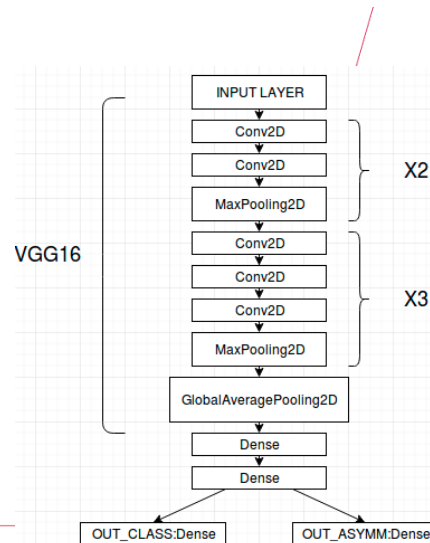 INPUT LAYER
Conv2D
Conv2D
X2
MaxPooling2D
Conv2D
VGG16
Conv2D
X3
Conv2D
MaxPooling2D
GlobalAveragePooling2D
Dense
Dense
OUT_CLASS:Dense
OUT_ASYMM:Dense